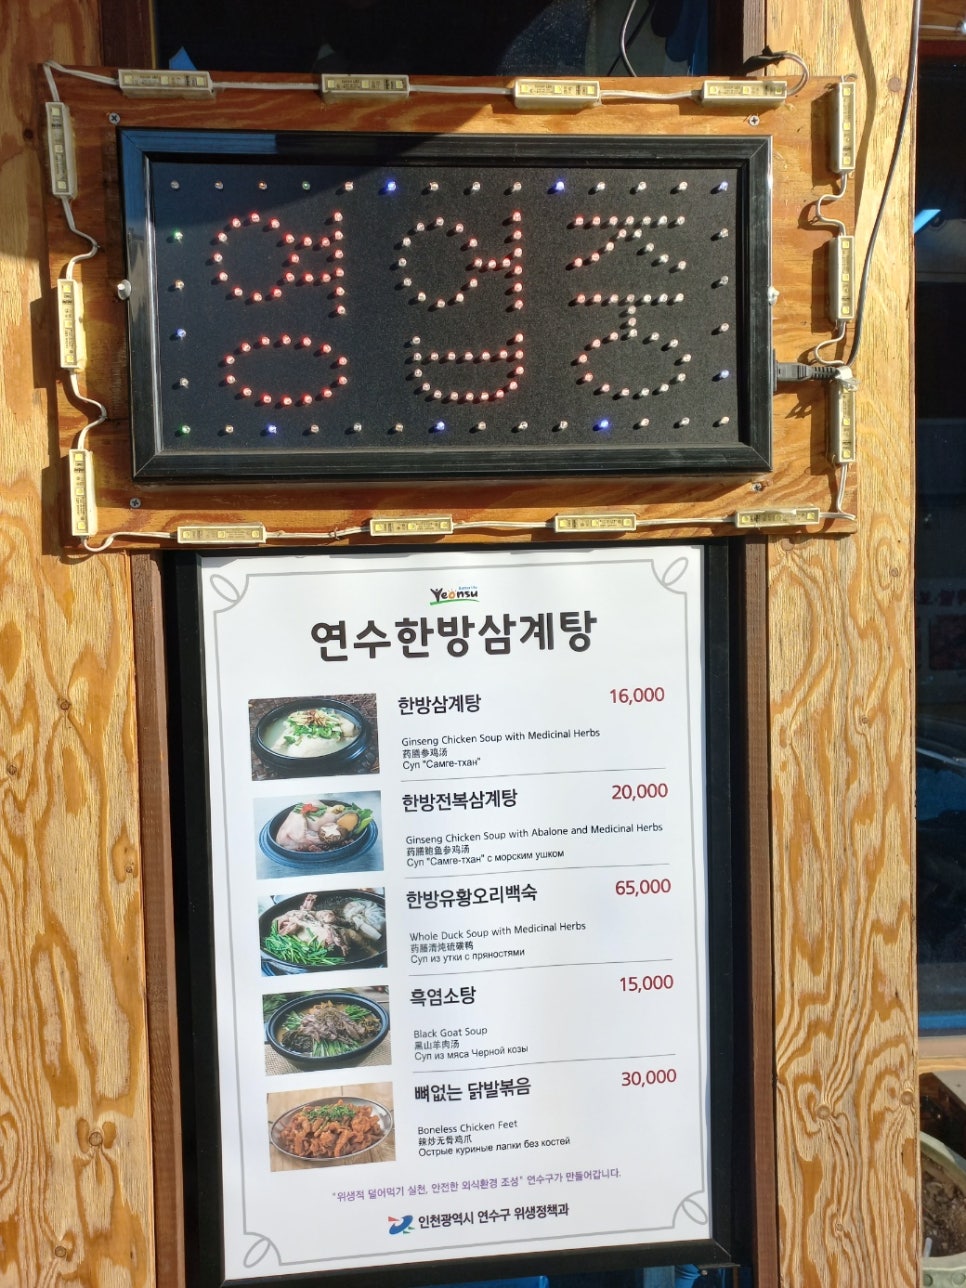 영업중
Yeonsu
연수한방삼계탕
한방삼계탕 16,000
Ginseng Chicken Soup with Medicinal Herbs
药膳参鸡汤
Суп "Самге-тхан"
한방전복삼계탕 20,000
Ginseng Chicken Soup with Abalone and Medicinal Herbs
药膳鲍鱼参鸡汤
Суп "Самге-тхан" с морским ушком
한방유황오리백숙 65,000
Whole Duck Soup with Medicinal Herbs
药膳清炖硫磺鸭
Суп из утки с пряностями
흑염소탕 15,000
Black Goat Soup
黑山羊肉汤
Суп из мяса Черной козы
뼈없는 닭발볶음 30,000
Boneless Chicken Feet
辣炒无骨鸡爪
Острые куриные лапки без костей
"위생적 덜어먹기 실천, 안전한 외식환경 조성" 연수구가 만들어갑니다.
인천광역시 연수구 위생정책과